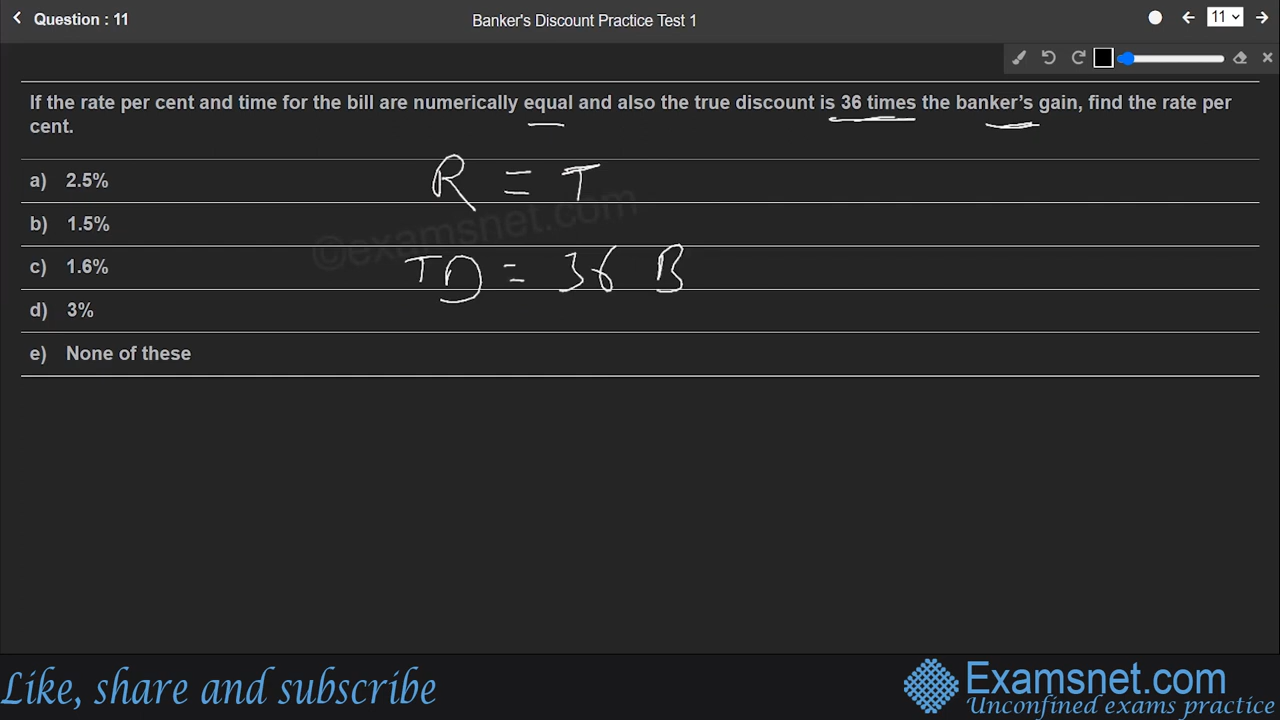 Question : 11
Banker's Discount Practice Test 1
11
If the rate per cent and time for the bill are numerically equal and also the true discount is 36 times the banker's gain, find the rate per
cent.
a) 2.5%
b) 1.5%
c) 1.6%
d) 3%
e) None of these
R = T
TD = 36 B
©examsnet.com
Like, share and subscribe
Examsnet.com
Unconfined exams practice